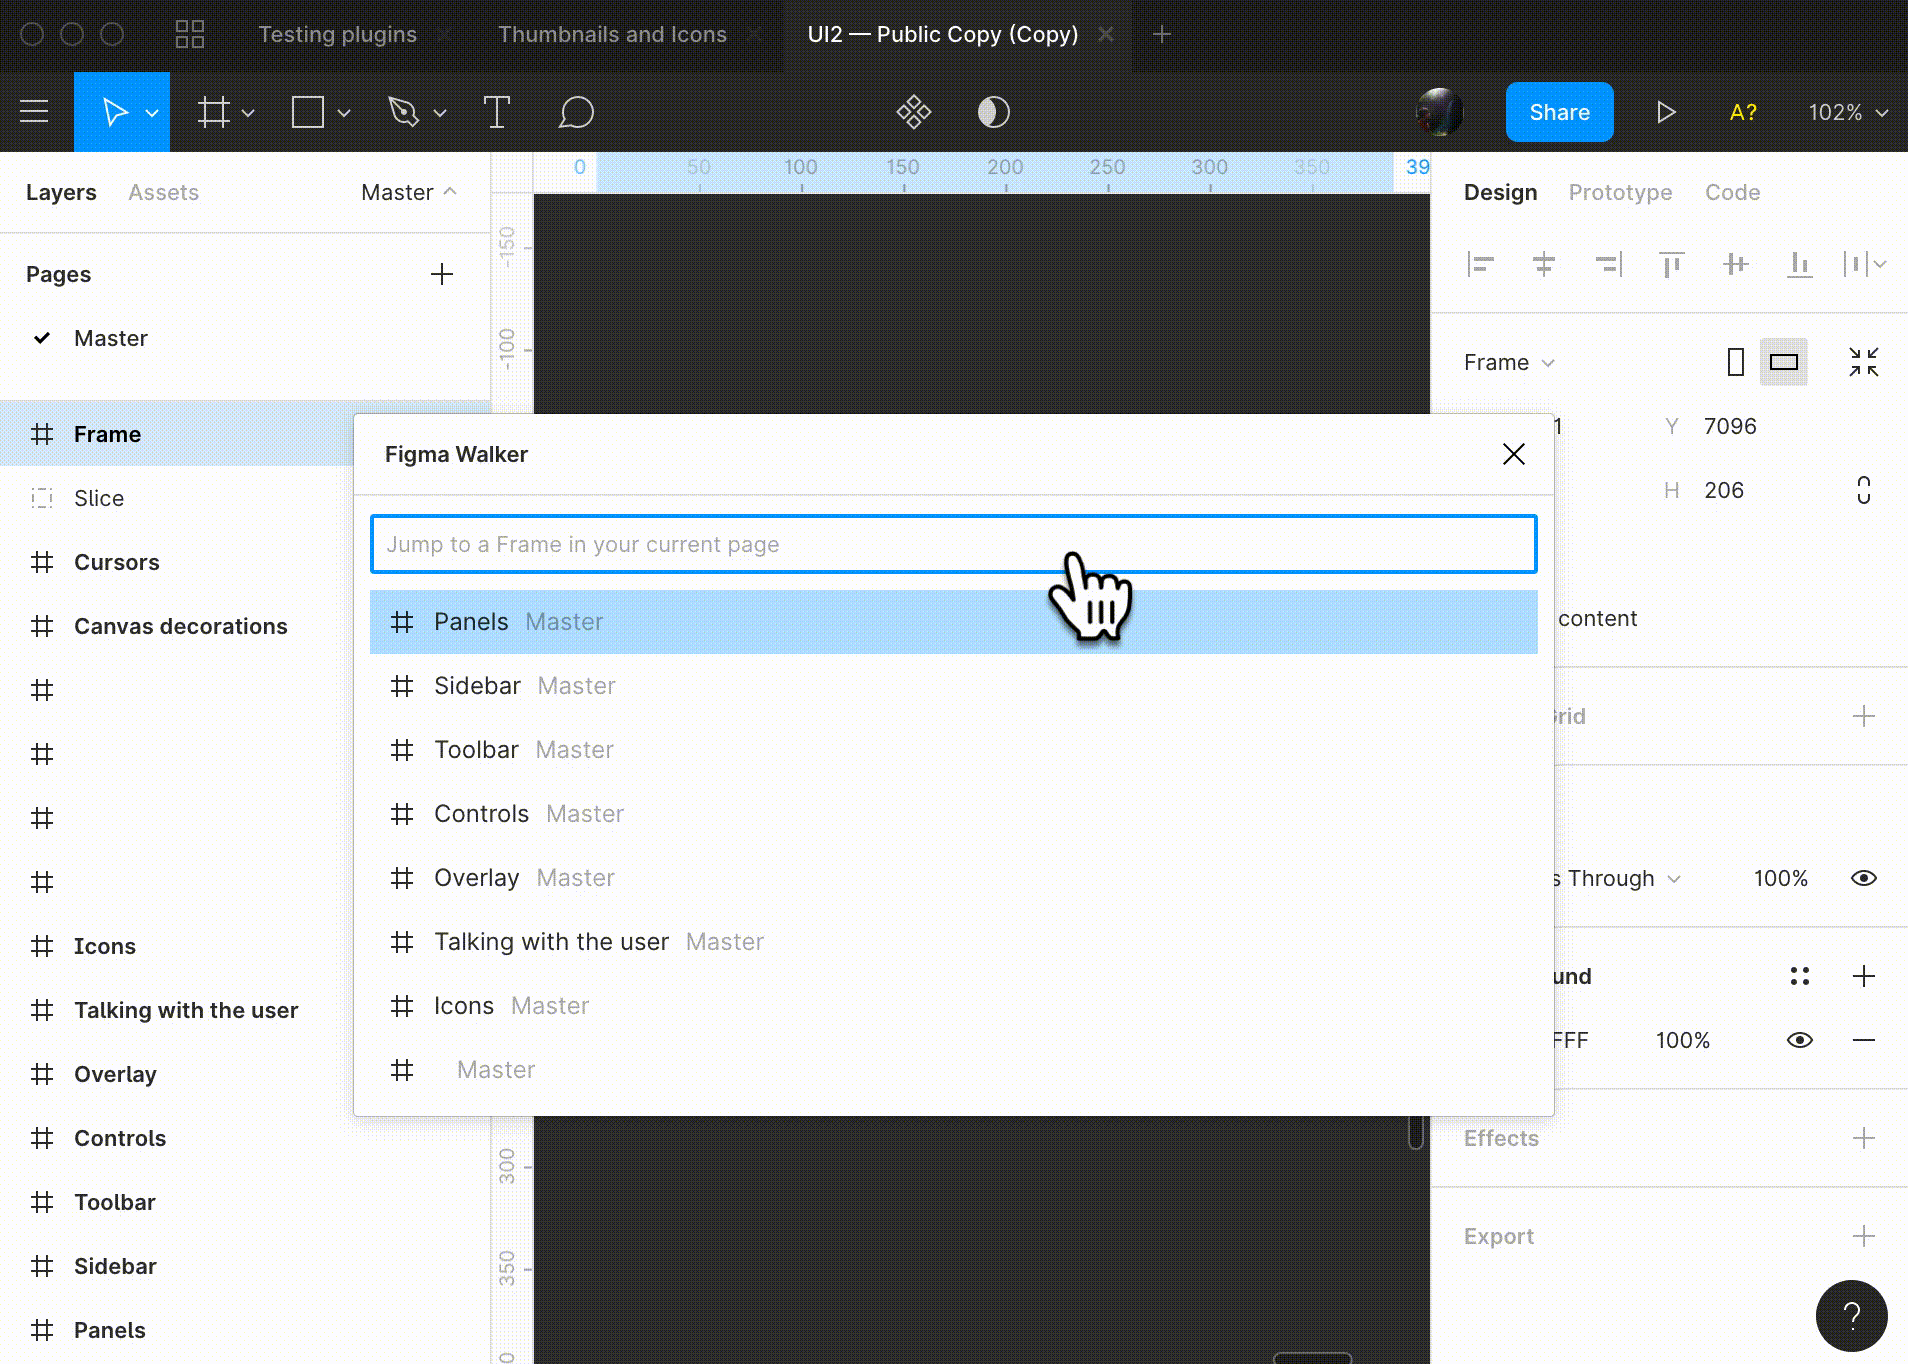 Testing plugins
Thumbnails and Icons
UI2 — Public Copy (Copy)
Share
A?
102%
Layers
Assets
Master
0
50
100
150
200
250
300
350
39
Design
Prototype
Code
Pages
Master
-150
-100
Frame
Frame
1
Y
7096
Figma Walker
Slice
H
206
Jump to a Frame in your current page
Cursors
Canvas decorations
Panels Master
content
Sidebar Master
Grid
Toolbar Master
Controls Master
Overlay Master
s Through
100%
Talking with the user Master
Icons
und
Icons Master
Talking with the user
FFF
100%
Master
Overlay
Controls
300
Effects
Toolbar
350
Export
Sidebar
Panels
?